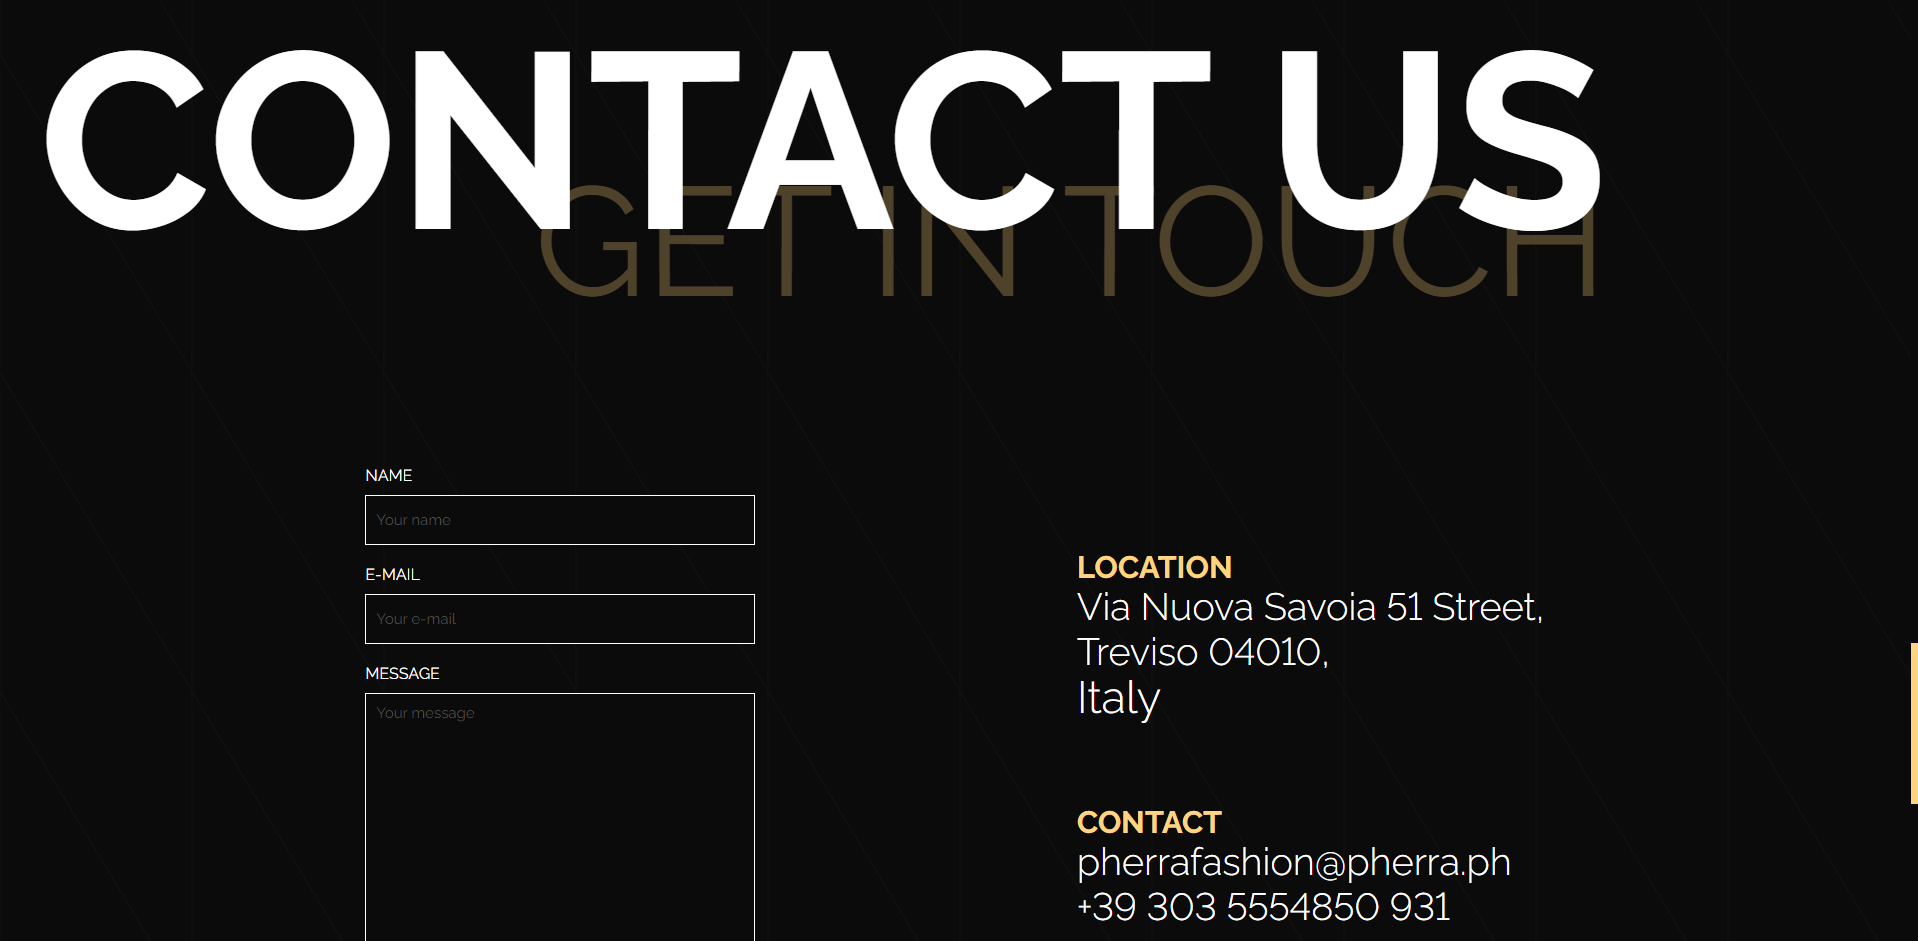 CONTACT US
GET IN TOUCH
NAME
Your name
E-MAIL
Your e-mail
MESSAGE
Your message
LOCATION
Via Nuova Savoia 51 Street,
Treviso 04010,
Italy
CONTACT
pherrafashion@pherra.ph
+39 303 5554850 931